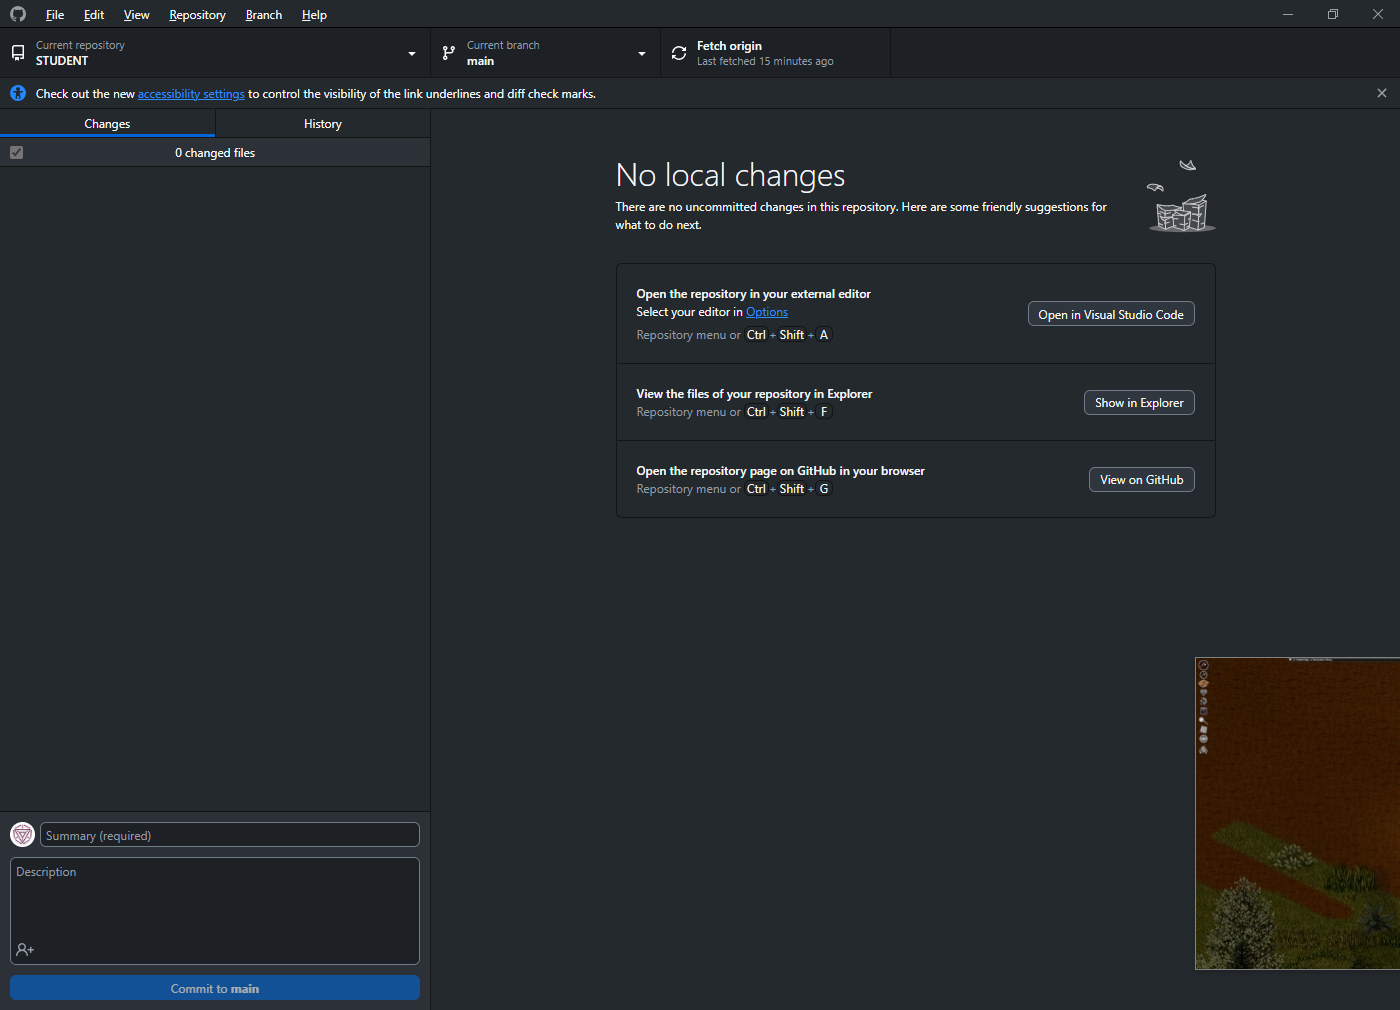 File Edit View Repository Branch Help
Current repository
STUDENT
Current branch
main
Fetch origin
Last fetched 15 minutes ago
Check out the new accessibility settings to control the visibility of the link underlines and diff check marks.
Changes History
0 changed files
No local changes
There are no uncommitted changes in this repository. Here are some friendly suggestions for
what to do next.
Open the repository in your external editor
Select your editor in Options
Repository menu or Ctrl + Shift + A
Open in Visual Studio Code
View the files of your repository in Explorer
Repository menu or Ctrl + Shift + F
Show in Explorer
Open the repository page on GitHub in your browser
Repository menu or Ctrl + Shift + G
View on GitHub
Summary (required)
Description
Commit to main